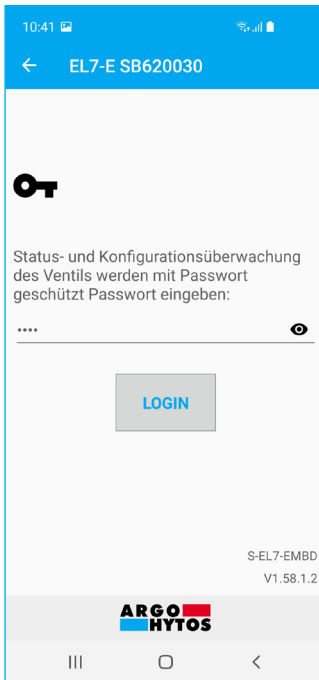 10:41
EL7-E SB620030
Status- und Konfigurationsüberwachung
des Ventils werden mit Passwort
geschützt Passwort eingeben:
····
LOGIN
S-EL7-EMBD
V1.58.1.2
ARGO
HYTOS